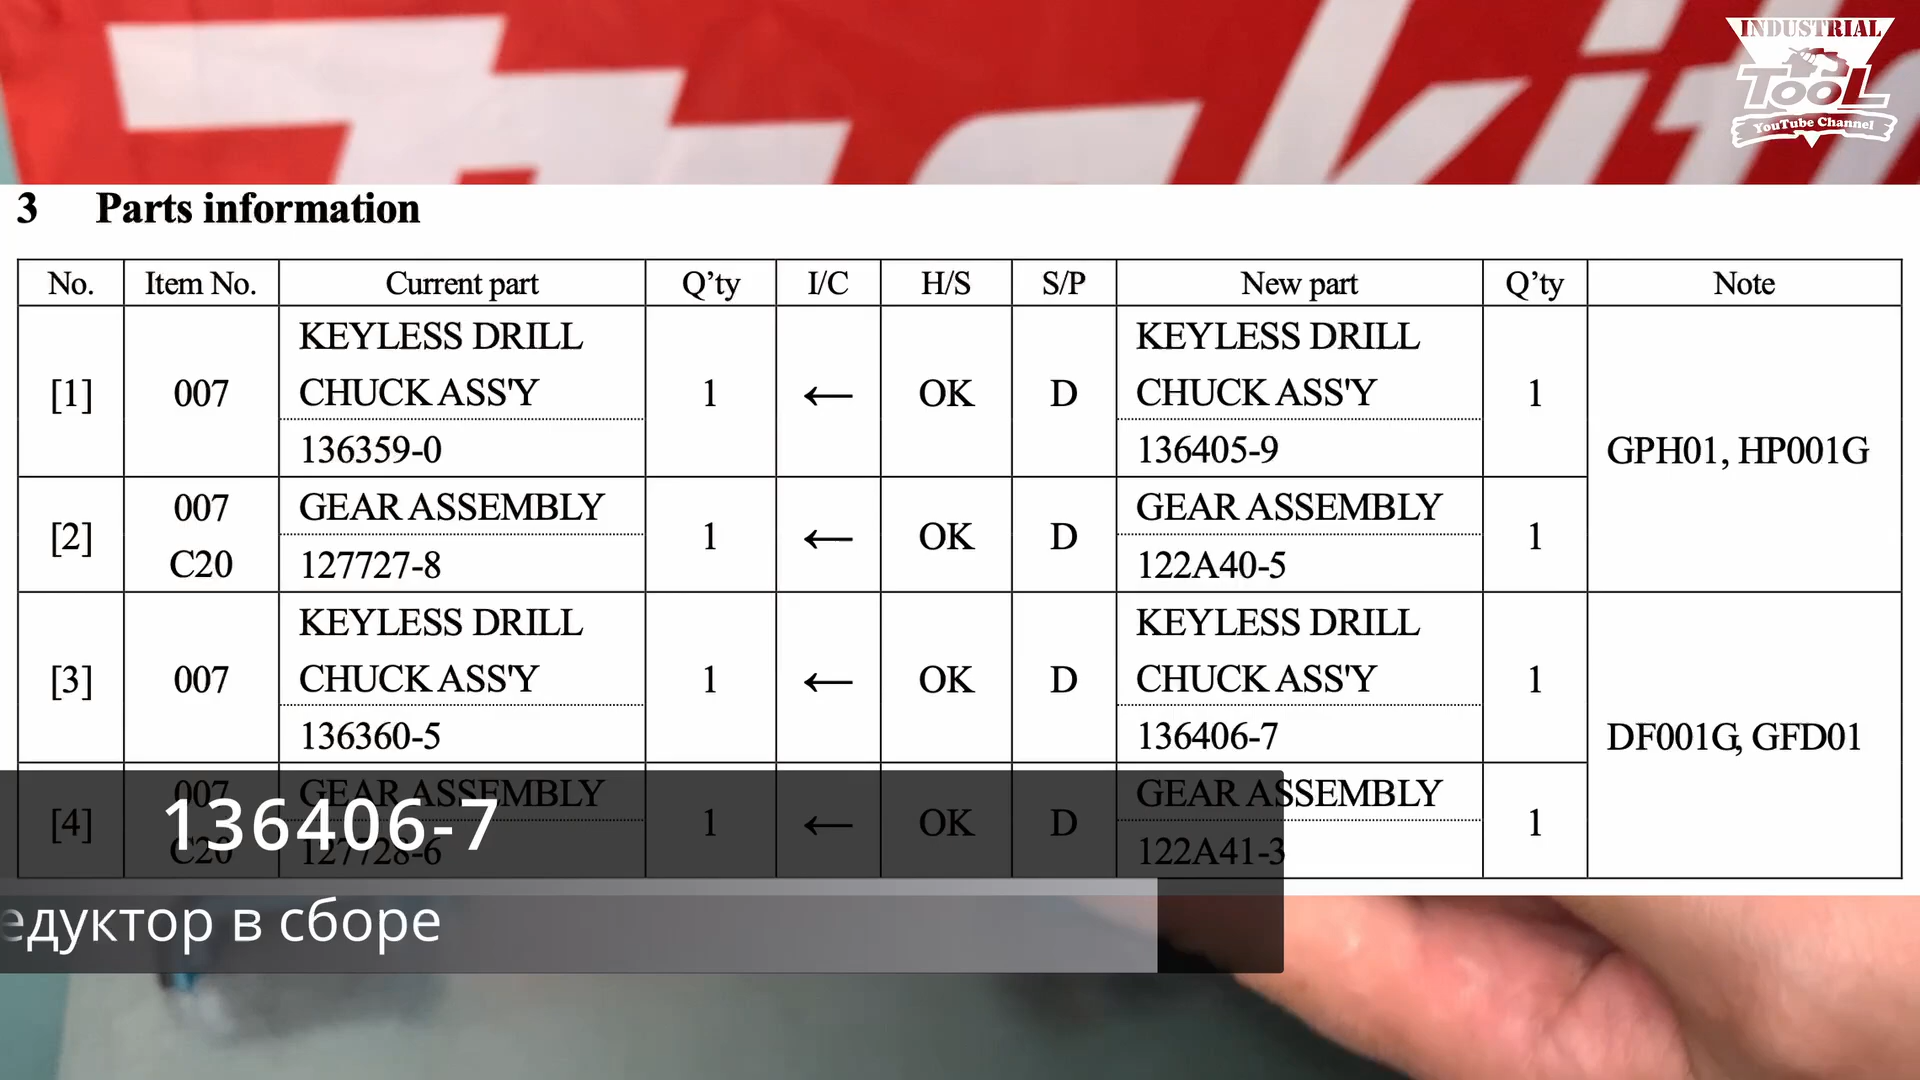 INDUSTRIAL
TOOL
YouTube Channel
3 Parts information
No. Item No. Current part Q’ty I/C H/S S/P New part Q’ty Note
[1] 007 KEYLESS DRILL CHUCK ASS'Y 136359-0 1 ← OK D KEYLESS DRILL CHUCK ASS'Y 136405-9 1 GPH01, HP001G
[2] 007 C20 GEAR ASSEMBLY 127727-8 1 ← OK D GEAR ASSEMBLY 122A40-5 1
[3] 007 KEYLESS DRILL CHUCK ASS'Y 136360-5 1 ← OK D KEYLESS DRILL CHUCK ASS'Y 136406-7 1 DF001G, GFD01
[4] 007 C20 GEAR ASSEMBLY 127728-6 1 ← OK D GEAR ASSEMBLY 122A41-3 1
136406-7
едуктор в сборе